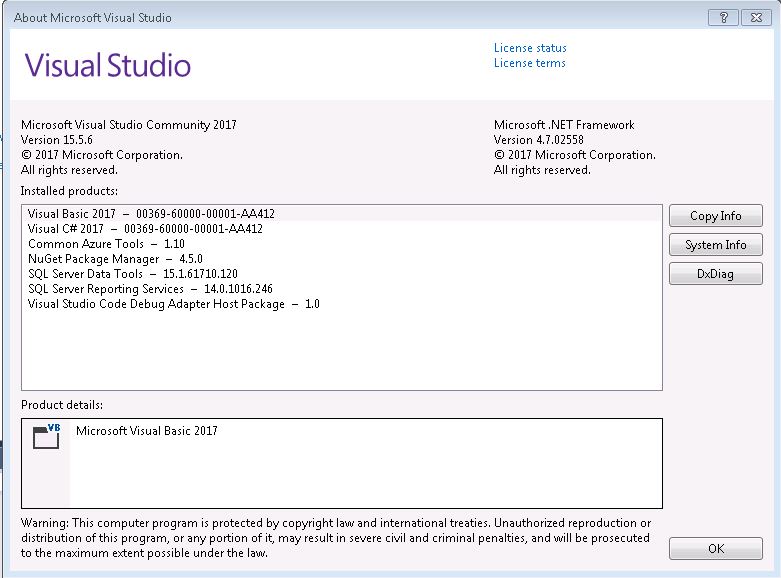 About Microsoft Visual Studio
Visual Studio
License status
License terms
Microsoft Visual Studio Community 2017
Version 15.5.6
© 2017 Microsoft Corporation.
All rights reserved.
Microsoft .NET Framework
Version 4.7.02558
© 2017 Microsoft Corporation.
All rights reserved.
Installed products:
Visual Basic 2017 – 00369-60000-00001-AA412
Visual C# 2017 – 00369-60000-00001-AA412
Common Azure Tools – 1.10
NuGet Package Manager – 4.5.0
SQL Server Data Tools – 15.1.61710.120
SQL Server Reporting Services – 14.0.1016.246
Visual Studio Code Debug Adapter Host Package – 1.0
Copy Info
System Info
DxDiag
Product details:
VB
Microsoft Visual Basic 2017
Warning: This computer program is protected by copyright law and international treaties. Unauthorized reproduction or
distribution of this program, or any portion of it, may result in severe civil and criminal penalties, and will be prosecuted
to the maximum extent possible under the law.
OK